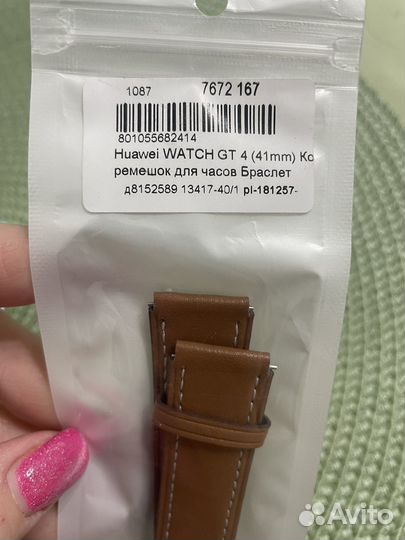 1087 7672 167
801055682414
Huawei WATCH GT 4 (41mm) Ко
ремешок для часов Браслет
д8152589 13417-40/1 pl-181257-
Avito